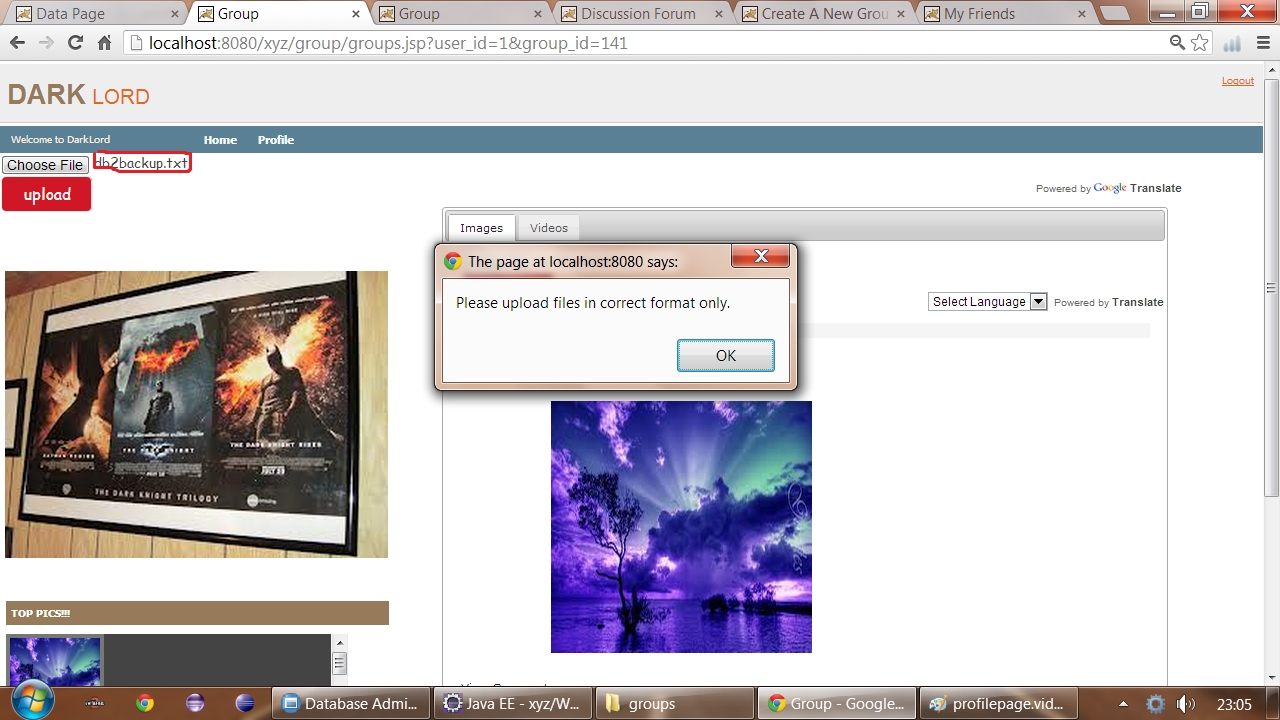 Data Page
Group
Group
Discussion Forum
Create A New Grou
My Friends
localhost:8080/xyz/group/groups.jsp?user_id=1&group_id=141
DARK LORD
Logout
Welcome to DarkLord
Home
Profile
Choose File
db2backup.txt
upload
Powered by Google Translate
Images
Videos
The page at localhost:8080 says:
Please upload files in correct format only.
OK
Select Language
Powered by Translate
BATMAN BEGINS
THE DARK KNIGHT
THE DARK KNIGHT RISES
THE DARK KNIGHT TRILOGY
TOP PICS!!!
Database Admi...
Java EE - xyz/W...
groups
Group - Google...
profilepage.vid...
23:05